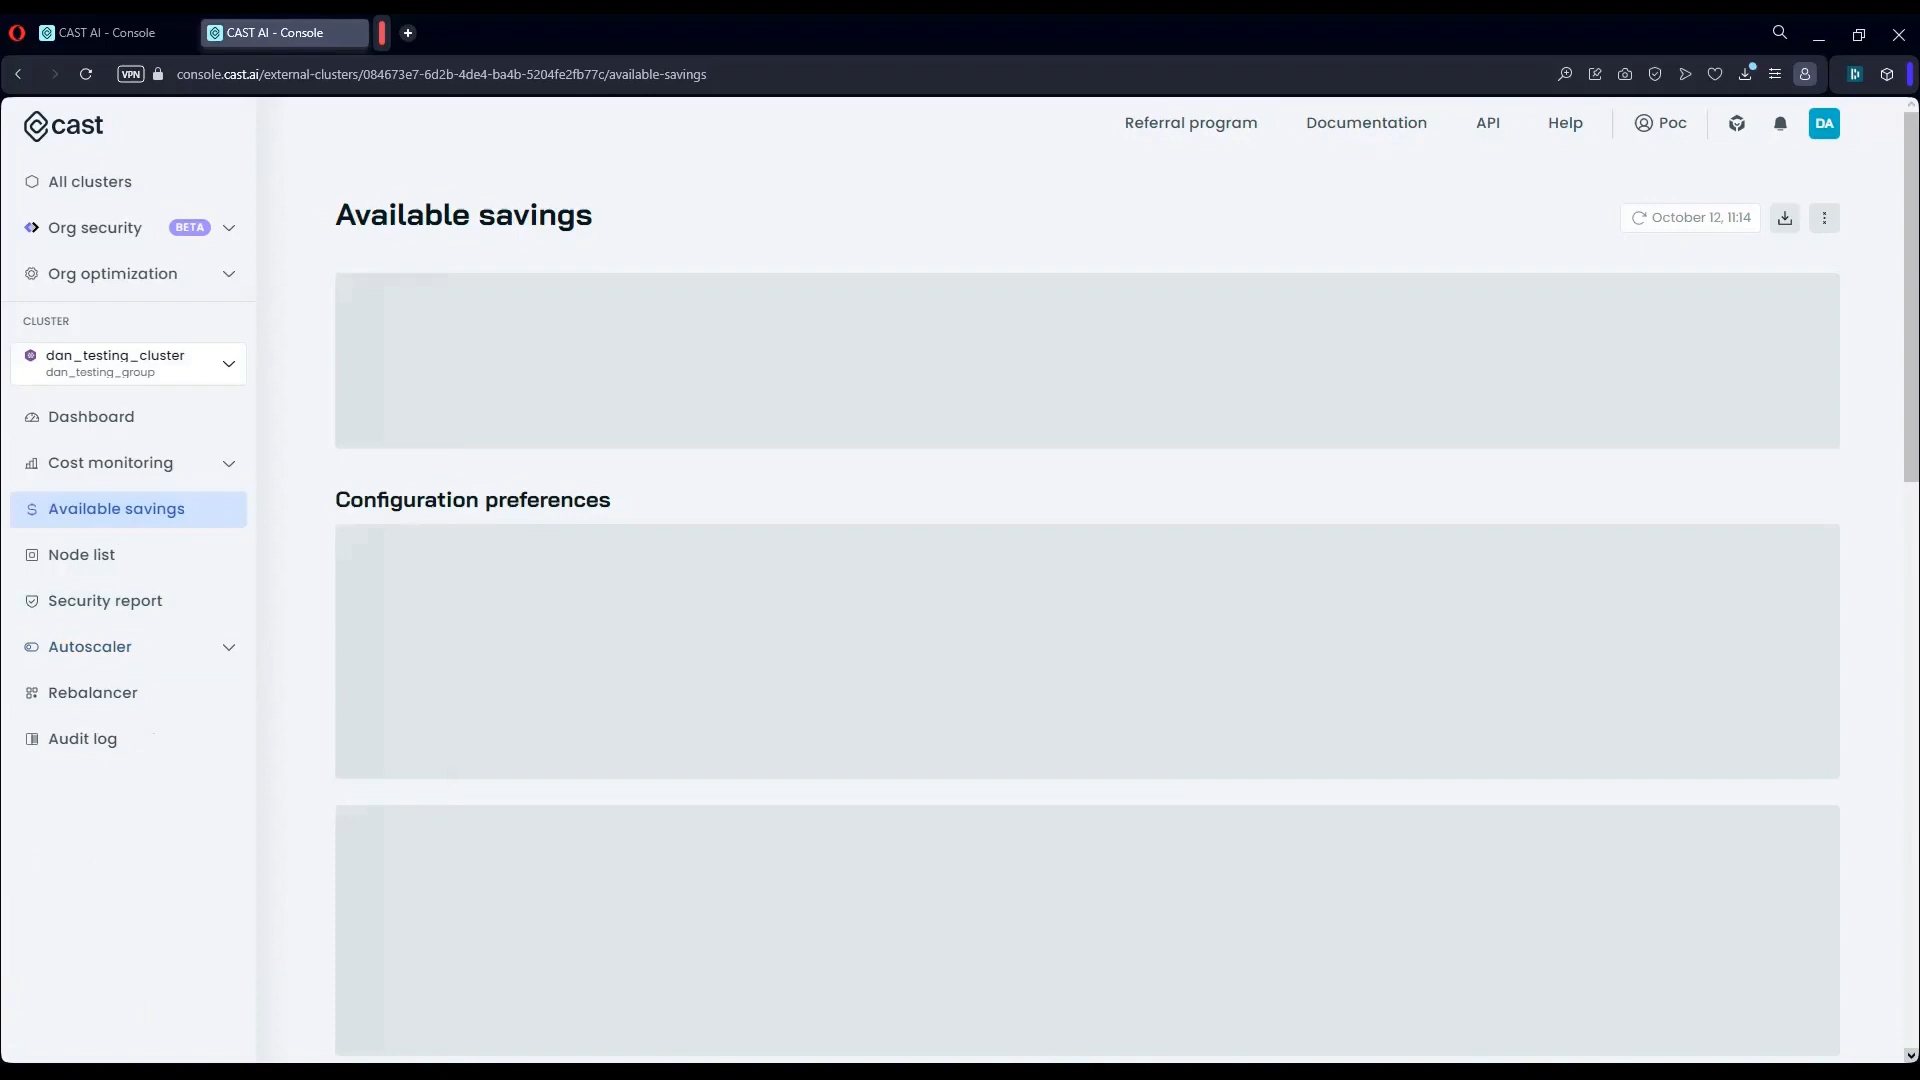 CAST AI - Console
CAST AI - Console
VPN
console.cast.ai/external-clusters/084673e7-6d2b-4de4-ba4b-5204fe2fb77c/available-savings
cast
Referral program
Documentation
API
Help
Poc
DA
All clusters
Org security BETA
Org optimization
CLUSTER
dan_testing_cluster
dan_testing_group
Dashboard
Cost monitoring
Available savings
Node list
Security report
Autoscaler
Rebalancer
Audit log
Available savings
October 12, 11:14
Configuration preferences